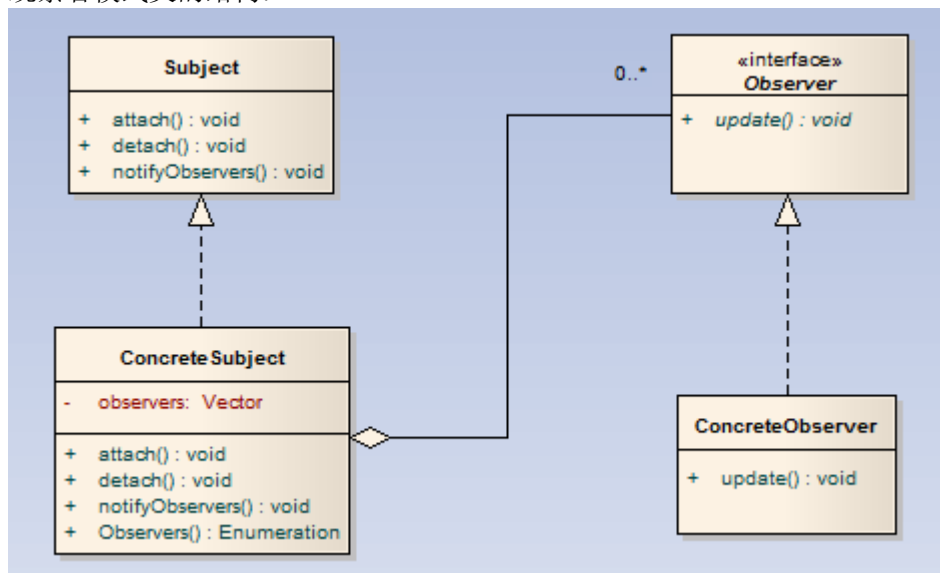 Subject
+ attach() : void
+ detach() : void
+ notifyObservers() : void
0..*
«interface»
Observer
+ update() : void
ConcreteSubject
- observers: Vector
+ attach() : void
+ detach() : void
+ notifyObservers() : void
+ Observers() : Enumeration
ConcreteObserver
+ update() : void